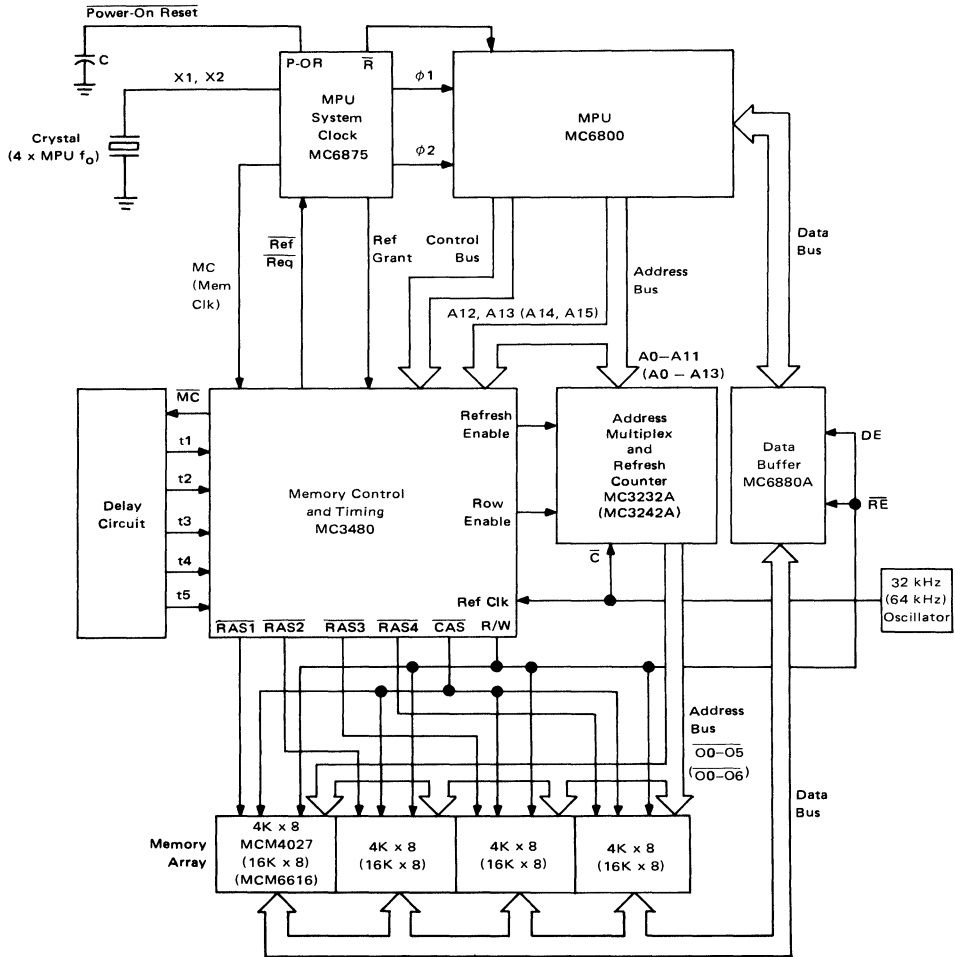 Power-On Reset
C
P-OR R
MPU
System
Clock
MC6875
X1, X2
Crystal
(4 x MPU fo)
ϕ1
ϕ2
MPU
MC6800
MC
(Mem
Clk)
Ref
Req
Ref
Grant
Control
Bus
Address
Bus
Data
Bus
A12, A13 (A14, A15)
A0–A11
(A0 – A13)
Delay
Circuit
MC
t1
t2
t3
t4
t5
Memory Control
and Timing
MC3480
Refresh
Enable
Row
Enable
Ref Clk
RAS1 RAS2 RAS3 RAS4 CAS R/W
Address
Multiplex
and
Refresh
Counter
MC3232A
(MC3242A)
C
Data
Buffer
MC6880A
DE
RE
32 kHz
(64 kHz)
Oscillator
Address
Bus
O0–O5
(O0–O6)
Data
Bus
Memory
Array
4K x 8
MCM4027
(16K x 8)
(MCM6616)
4K x 8
(16K x 8)
4K x 8
(16K x 8)
4K x 8
(16K x 8)